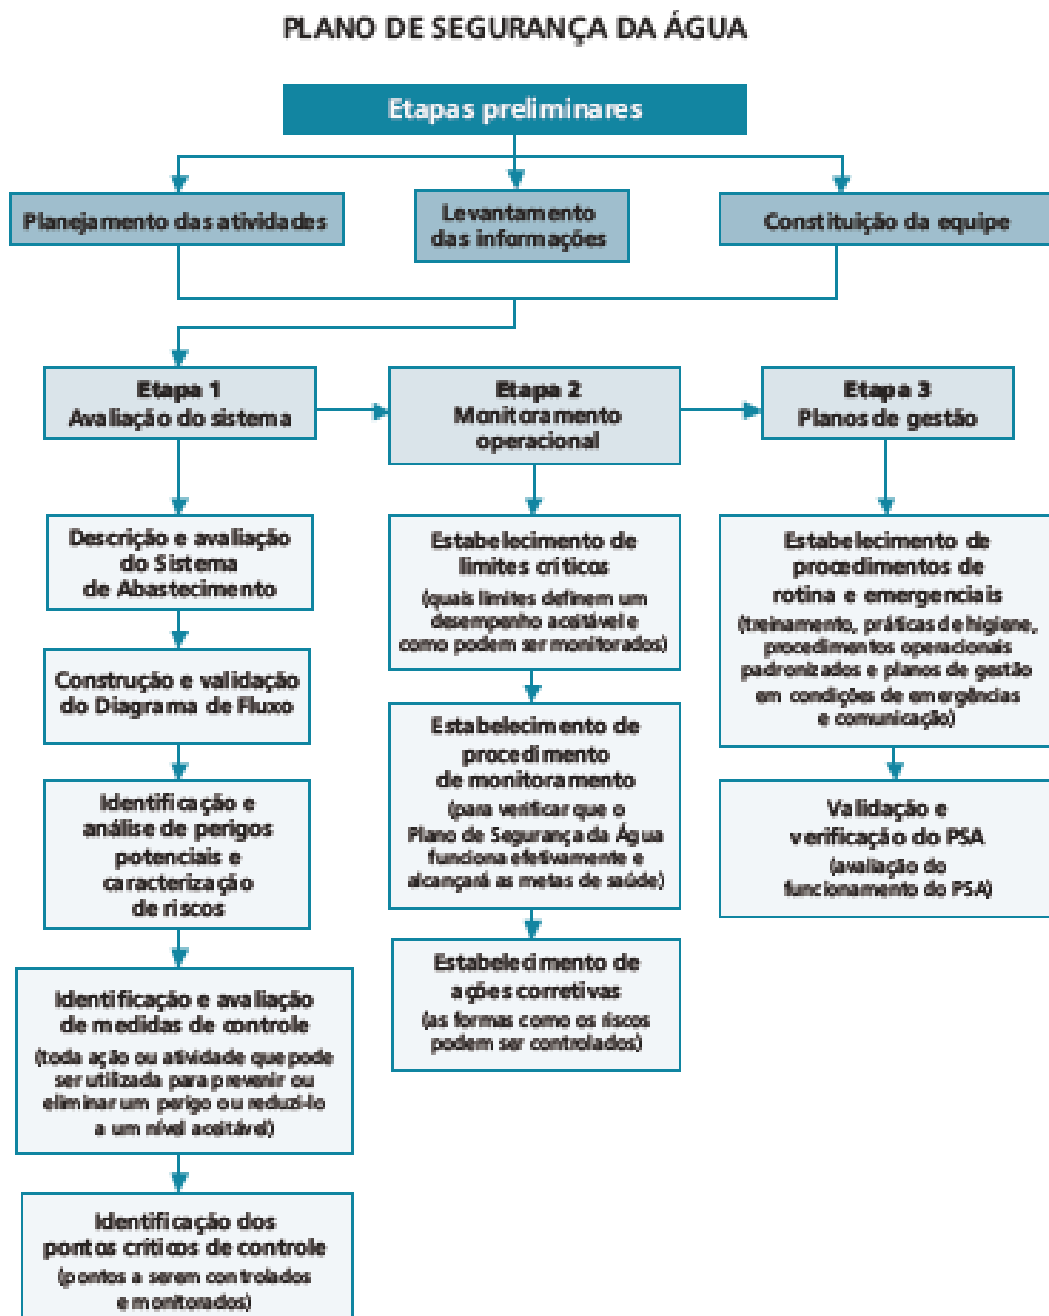 PLANO DE SEGURANÇA DA ÁGUA
Etapas preliminares
Planejamento das atividades
Levantamento
das informações
Constituição da equipe
Etapa 1
Avaliação do sistema
Descrição e avaliação
do Sistema
de Abastecimento
Construção e validação
do Diagrama de Fluxo
Identificação e
análise de perigos
potenciais e
caracterização
de riscos
Identificação e avaliação
de medidas de controle
(toda ação ou atividade que pode
ser utilizada para prevenir ou
eliminar um perigo ou reduzi-lo
a um nível aceitável)
Identificação dos
pontos críticos de controle
(pontos a serem controlados
e monitorados)
Etapa 2
Monitoramento
operacional
Estabelecimento de
limites críticos
(quais limites definem um
desempenho aceitável e
como podem ser monitorados)
Estabelecimento de
procedimento
de monitoramento
(para verificar que o
Plano de Segurança da Água
funciona efetivamente e
alcançará as metas de saúde)
Estabelecimento de
ações corretivas
(as formas como os riscos
podem ser controlados)
Etapa 3
Planos de gestão
Estabelecimento de
procedimentos de
rotina e emergenciais
(treinamento, práticas de higiene,
procedimentos operacionais
padronizados e planos de gestão
em condições de emergências
e comunicação)
Validação e
verificação do PSA
(avaliação do
funcionamento do PSA)